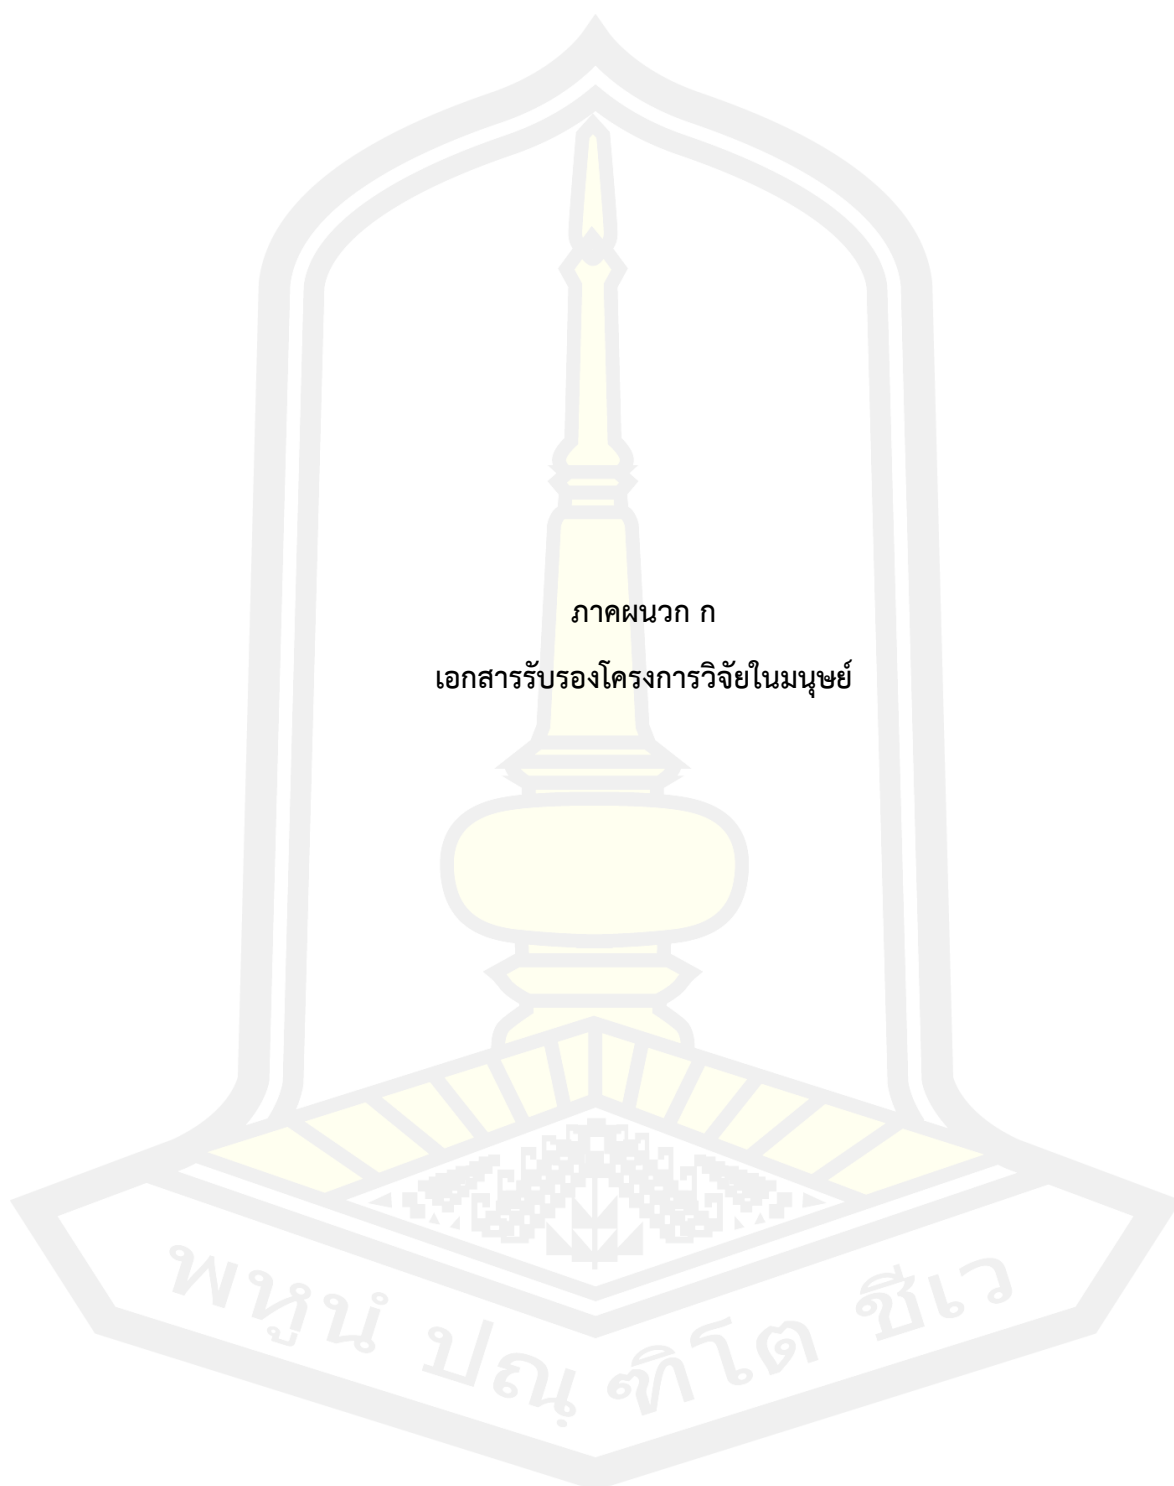 ภาคผนวก ก
เอกสารรับรองโครงการวิจัยในมนุษย์
พหูนํ ปณฺฑิโต ชีเว